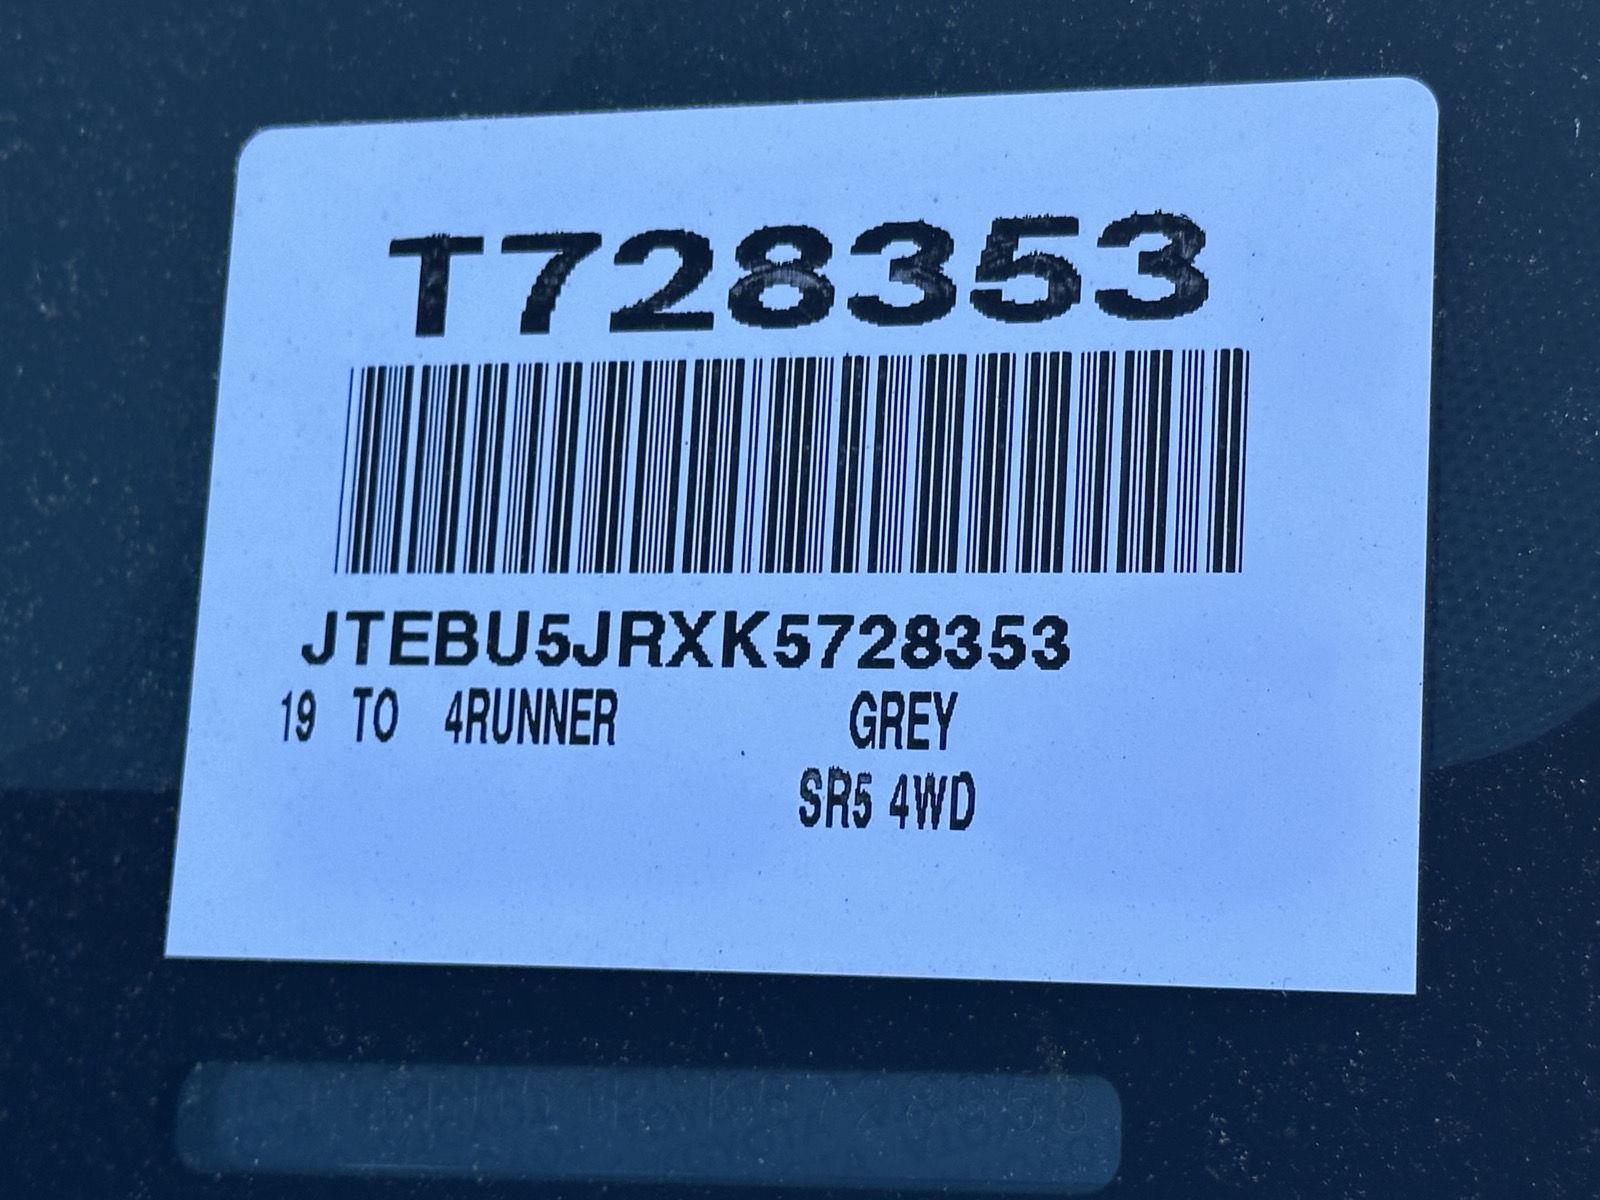 T728353
JTEBU5JRXK5728353
19 TO 4RUNNER GREY
SR5 4WD